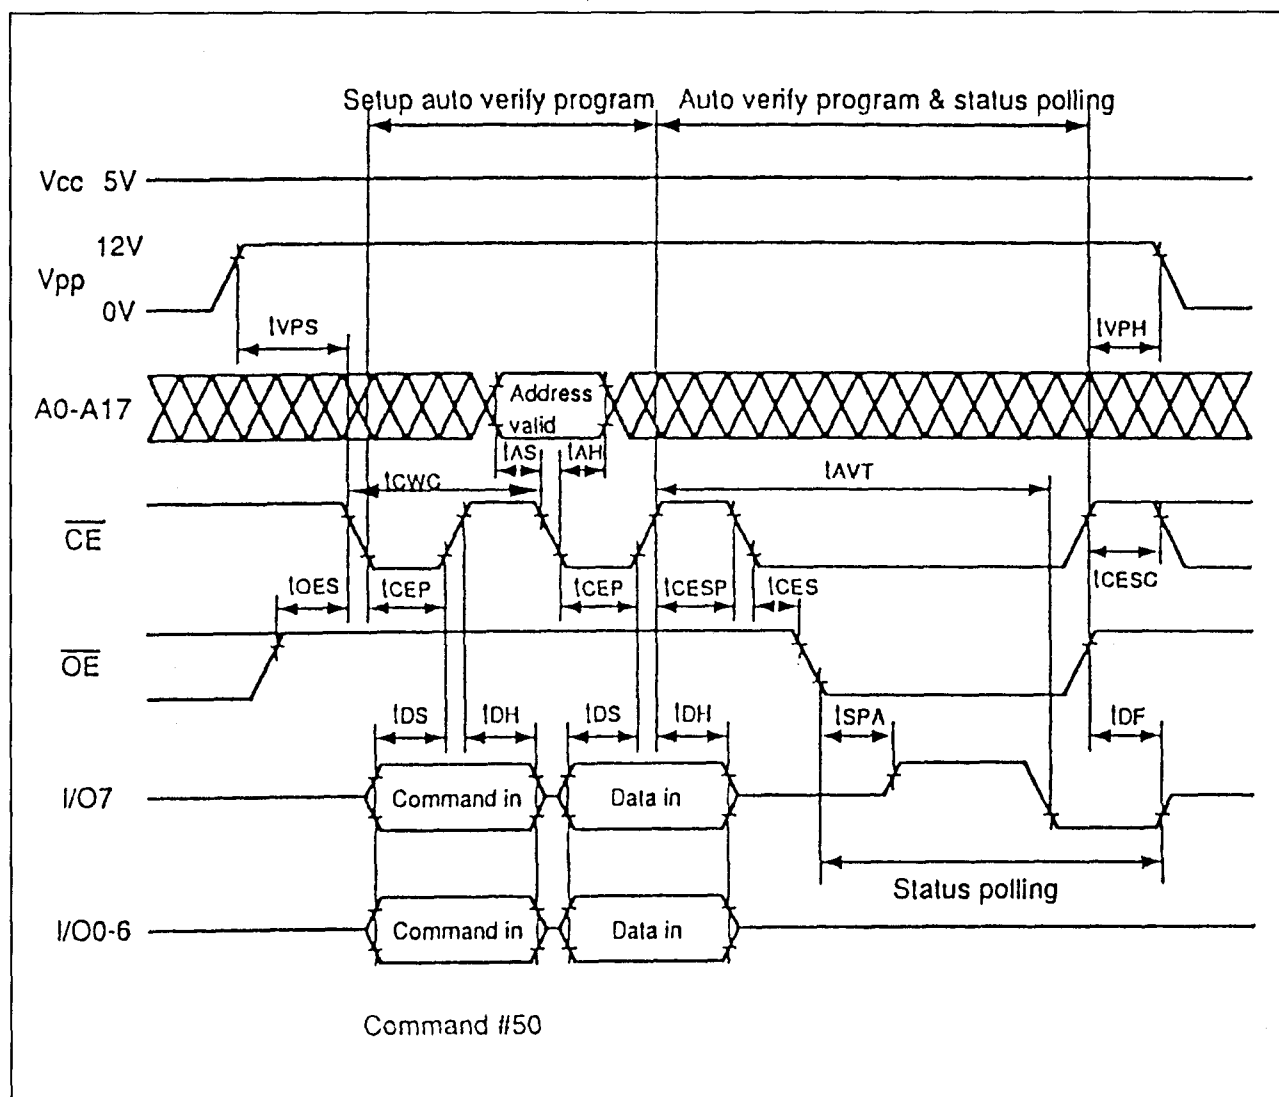 Setup auto verify program Auto verify program & status polling
Vcc 5V
12V
Vpp
0V
tVPS tVPH
A0-A17 Address valid
tAS tAH
tCWC tAVT
CE
tOES tCEP tCEP tCESP tCES tCESC
OE
tDS tDH tDS tDH tSPA tDF
I/O7 Command in Data in
Status polling
I/O0-6 Command in Data in
Command #50